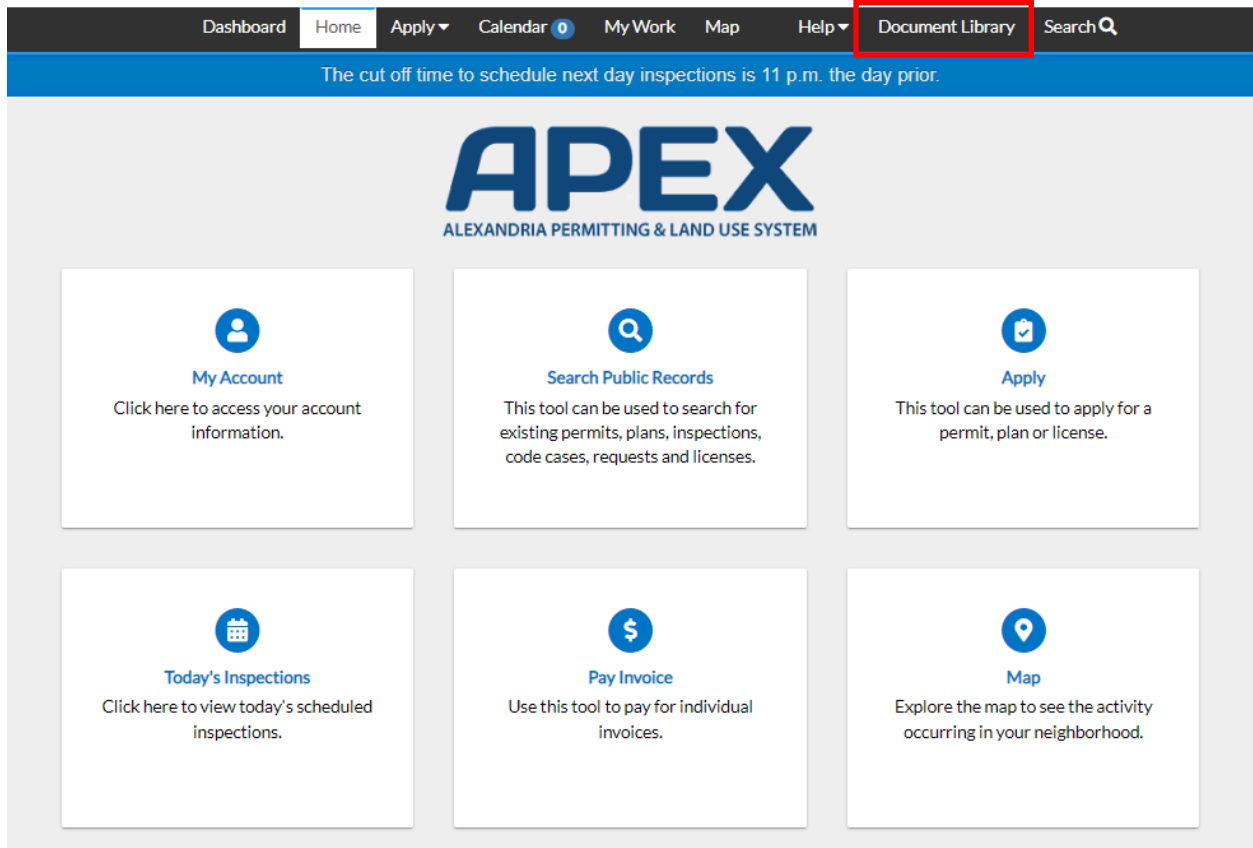 Dashboard Home Apply Calendar 0 My Work Map Help Document Library Search
The cut off time to schedule next day inspections is 11 p.m. the day prior.
APEX
ALEXANDRIA PERMITTING & LAND USE SYSTEM
My Account
Click here to access your account
information.
Search Public Records
This tool can be used to search for
existing permits, plans, inspections,
code cases, requests and licenses.
Apply
This tool can be used to apply for a
permit, plan or license.
Today's Inspections
Click here to view today's scheduled
inspections.
Pay Invoice
Use this tool to pay for individual
invoices.
Map
Explore the map to see the activity
occurring in your neighborhood.